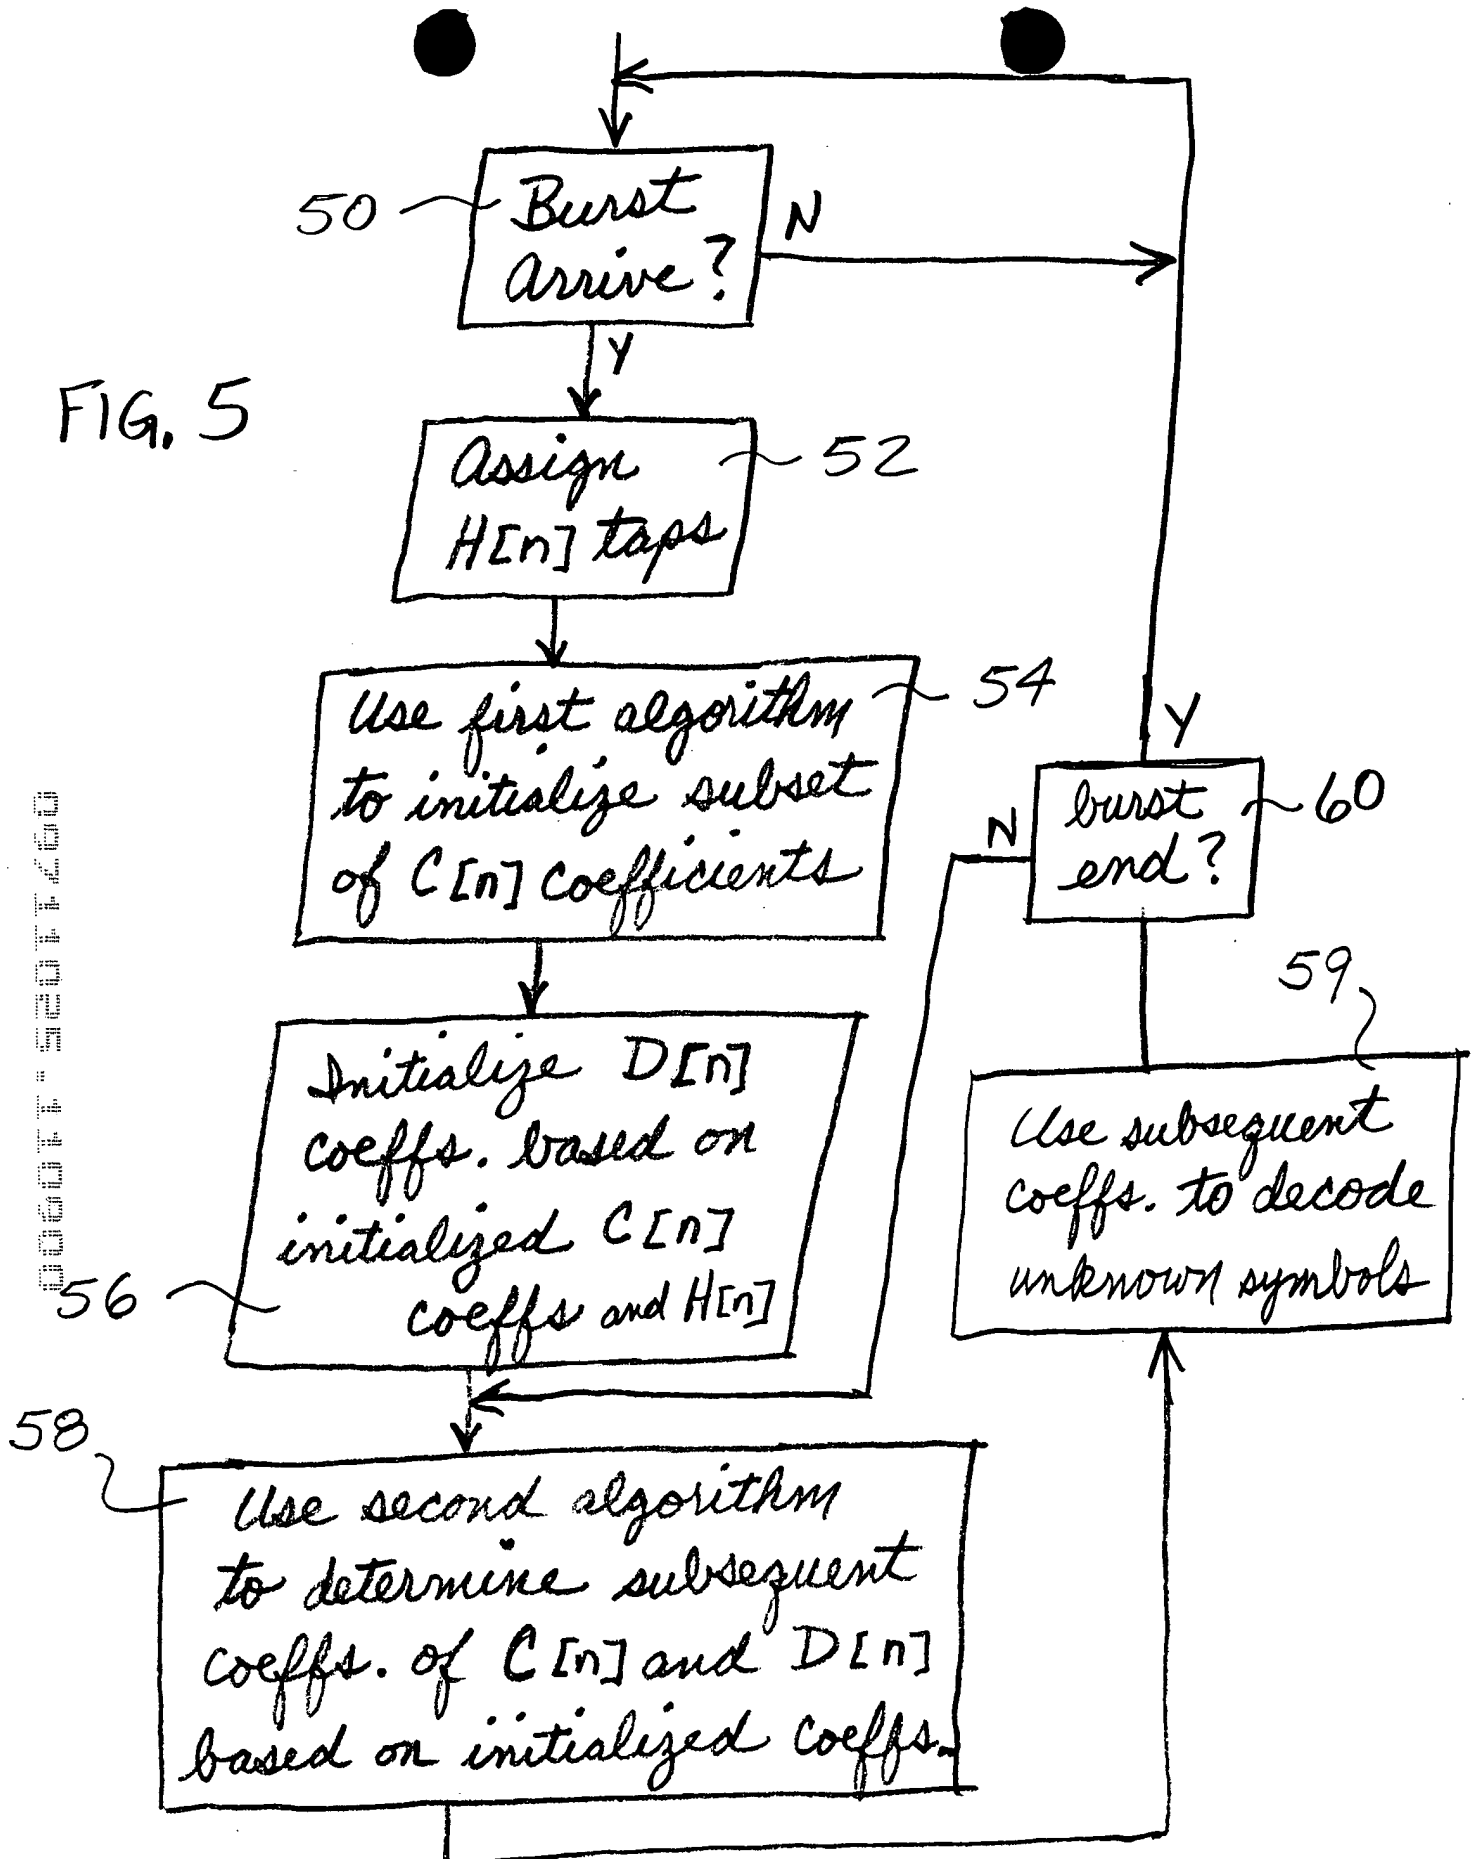 50
Burst
Arrive?
N
Y
FIG. 5
Assign
H[n] taps
52
Use first algorithm
to initialize subset
of C[n] coefficients
54
Initialize D[n]
coeffs. based on
initialized C[n]
coeffs and H[n]
56
58
Use second algorithm
to determine subsequent
coeffs. of C[n] and D[n]
based on initialized coeffs.
Y
N
burst
end?
60
59
Use subsequent
coeffs. to decode
unknown symbols